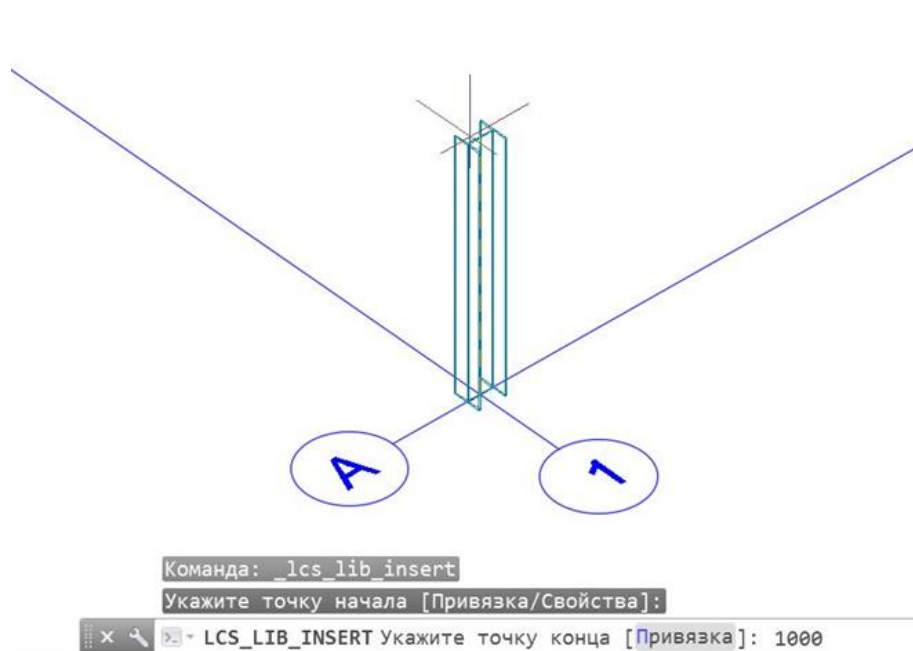 А
1
Команда: _lcs_lib_insert
Укажите точку начала [Привязка/Свойства]:
LCS_LIB_INSERT Укажите точку конца [Привязка]: 1000